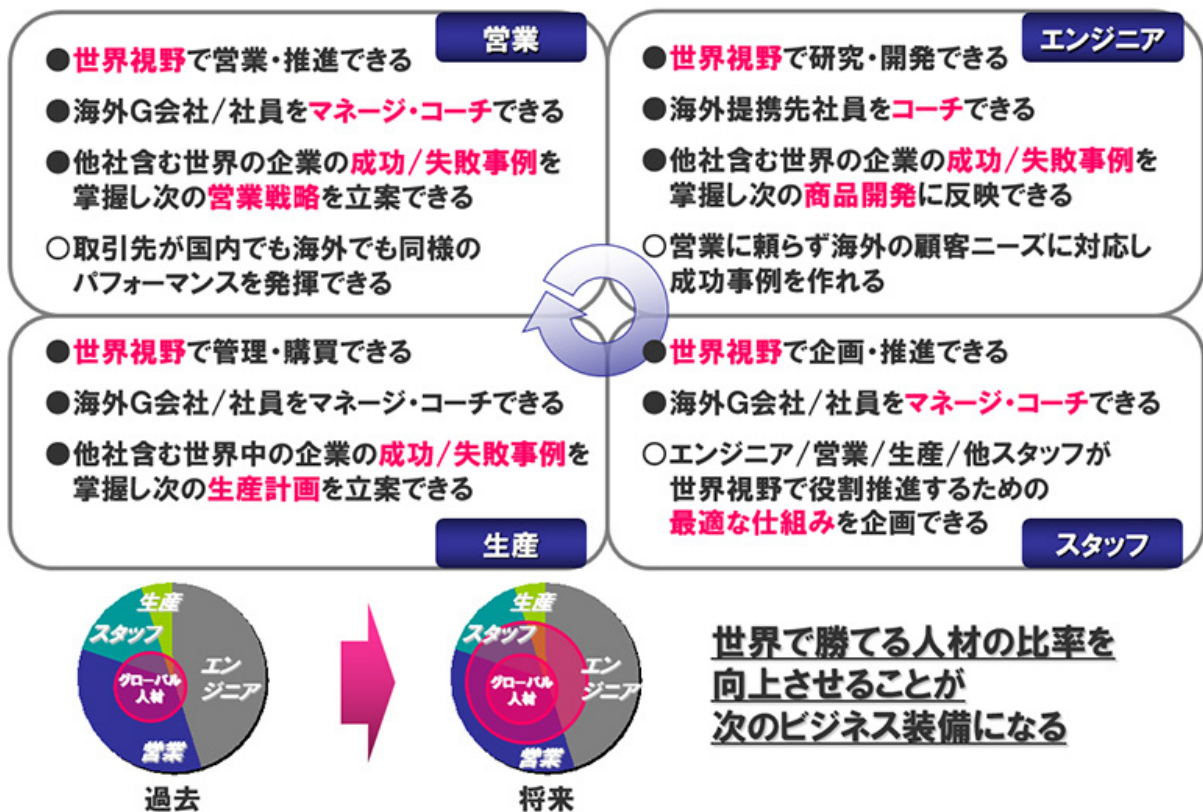 営業
●世界視野で営業・推進できる
●海外G会社/社員をマネージ・コーチできる
●他社含む世界の企業の成功/失敗事例を
掌握し次の営業戦略を立案できる
○取引先が国内でも海外でも同様の
パフォーマンスを発揮できる
エンジニア
●世界視野で研究・開発できる
●海外提携先社員をコーチできる
●他社含む世界の企業の成功/失敗事例を
掌握し次の商品開発に反映できる
○営業に頼らず海外の顧客ニーズに対応し
成功事例を作れる
●世界視野で管理・購買できる
●海外G会社/社員をマネージ・コーチできる
●他社含む世界中の企業の成功/失敗事例を
掌握し次の生産計画を立案できる
生産
●世界視野で企画・推進できる
●海外G会社/社員をマネージ・コーチできる
○エンジニア/営業/生産/他スタッフが
世界視野で役割推進するための
最適な仕組みを企画できる
スタッフ
生産
スタッフ
エン
ジニア
グローバル
人材
営業
過去
生産
スタッフ
エン
ジニア
グローバル
人材
営業
将来
世界で勝てる人材の比率を
向上させることが
次のビジネス装備になる